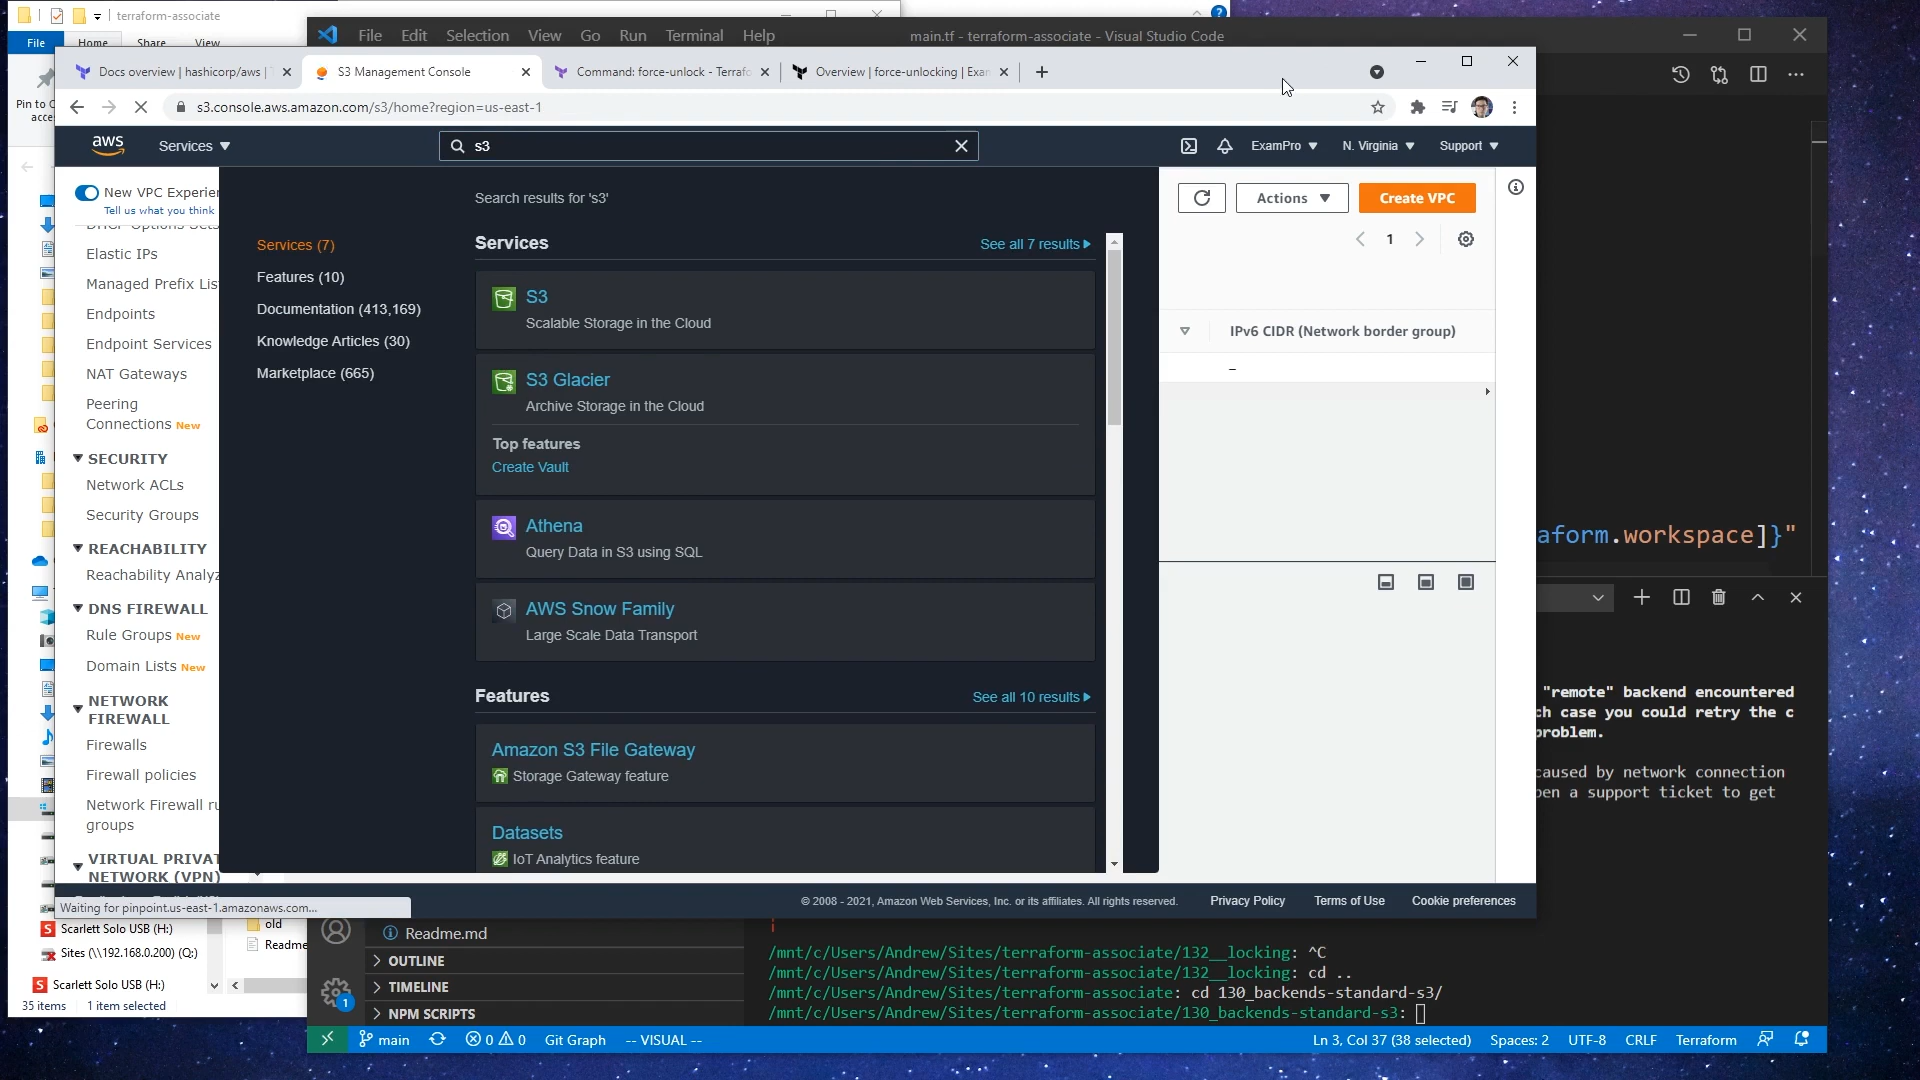 terraform-associate
File
Home
Share
View
Pin to
acce
File
Edit
Selection
View
Go
Run
Terminal
Help
main.tf - terraform-associate - Visual Studio Code
Docs overview | hashicorp/aws |
S3 Management Console
Command: force-unlock - Terrafo
Overview | force-unlocking | Exam
s3.console.aws.amazon.com/s3/home?region=us-east-1
aws
Services
s3
ExamPro
N. Virginia
Support
New VPC Experien
Tell us what you think
DHCP Options Sets
Elastic IPs
Managed Prefix Lis
Endpoints
Endpoint Services
NAT Gateways
Peering
Connections New
SECURITY
Network ACLs
Security Groups
REACHABILITY
Reachability Analyz
DNS FIREWALL
Rule Groups New
Domain Lists New
NETWORK
FIREWALL
Firewalls
Firewall policies
Network Firewall ru
groups
VIRTUAL PRIVAT
NETWORK (VPN)
Services (7)
Features (10)
Documentation (413,169)
Knowledge Articles (30)
Marketplace (665)
Search results for 's3'
Services
See all 7 results
S3
Scalable Storage in the Cloud
S3 Glacier
Archive Storage in the Cloud
Top features
Create Vault
Athena
Query Data in S3 using SQL
AWS Snow Family
Large Scale Data Transport
Features
See all 10 results
Amazon S3 File Gateway
Storage Gateway feature
Datasets
IoT Analytics feature
Actions
Create VPC
1
IPv6 CIDR (Network border group)
–
Waiting for pinpoint.us-east-1.amazonaws.com...
© 2008 - 2021, Amazon Web Services, Inc. or its affiliates. All rights reserved.
Privacy Policy
Terms of Use
Cookie preferences
aform.workspace]}"
"remote" backend encountered
ch case you could retry the c
problem.
caused by network connection
pen a support ticket to get
Scarlett Solo USB (H:)
Sites (\\192.168.0.200) (Q:)
Scarlett Solo USB (H:)
35 items
1 item selected
old
Readme
Readme.md
OUTLINE
TIMELINE
NPM SCRIPTS
1
/mnt/c/Users/Andrew/Sites/terraform-associate/132__locking: ^C
/mnt/c/Users/Andrew/Sites/terraform-associate/132__locking: cd ..
/mnt/c/Users/Andrew/Sites/terraform-associate: cd 130_backends-standard-s3/
/mnt/c/Users/Andrew/Sites/terraform-associate/130_backends-standard-s3:
main
0
0
Git Graph
-- VISUAL --
Ln 3, Col 37 (38 selected)
Spaces: 2
UTF-8
CRLF
Terraform